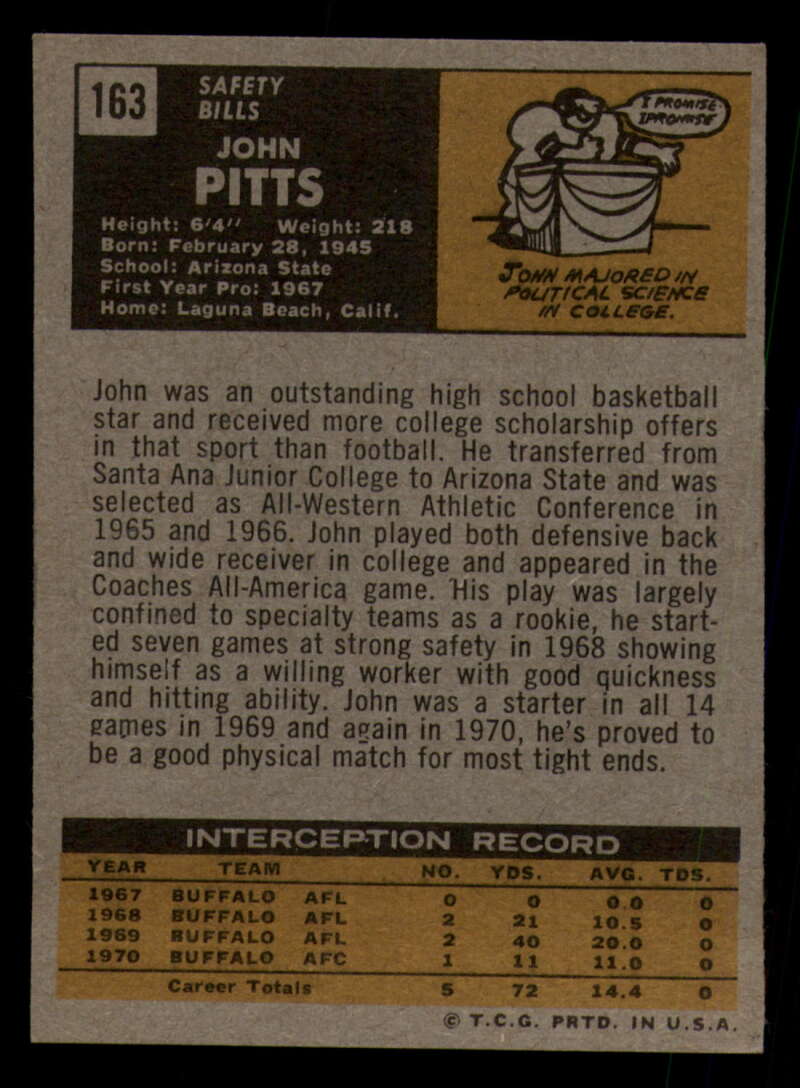 163
SAFETY
BILLS
JOHN
PITTS
Height: 6'4" Weight: 218
Born: February 28, 1945
School: Arizona State
First Year Pro: 1967
Home: Laguna Beach, Calif.
I PROMISE
IPROMISE
JOHN MAJORED IN
POLITICAL SCIENCE
IN COLLEGE.
John was an outstanding high school basketball
star and received more college scholarship offers
in that sport than football. He transferred from
Santa Ana Junior College to Arizona State and was
selected as All-Western Athletic Conference in
1965 and 1966. John played both defensive back
and wide receiver in college and appeared in the
Coaches All-America game. His play was largely
confined to specialty teams as a rookie, he start-
ed seven games at strong safety in 1968 showing
himself as a willing worker with good quickness
and hitting ability. John was a starter in all 14
games in 1969 and again in 1970, he's proved to
be a good physical match for most tight ends.
INTERCEPTION RECORD
YEAR TEAM NO. YDS. AVG. TDS.
1967 BUFFALO AFL 0 0 0.0 0
1968 BUFFALO AFL 2 21 10.5 0
1969 BUFFALO AFL 2 40 20.0 0
1970 BUFFALO AFC 1 11 11.0 0
Career Totals 5 72 14.4 0
© T.C.G. PRTD. IN U.S.A.